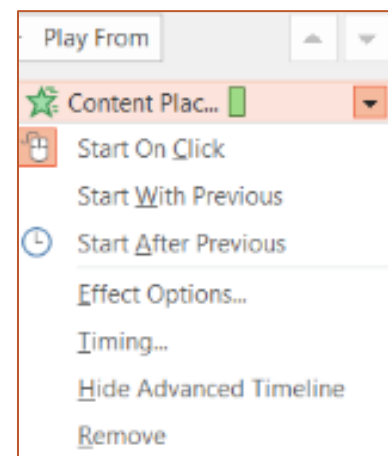 Play From
Content Plac...
Start On Click
Start With Previous
Start After Previous
Effect Options...
Timing...
Hide Advanced Timeline
Remove